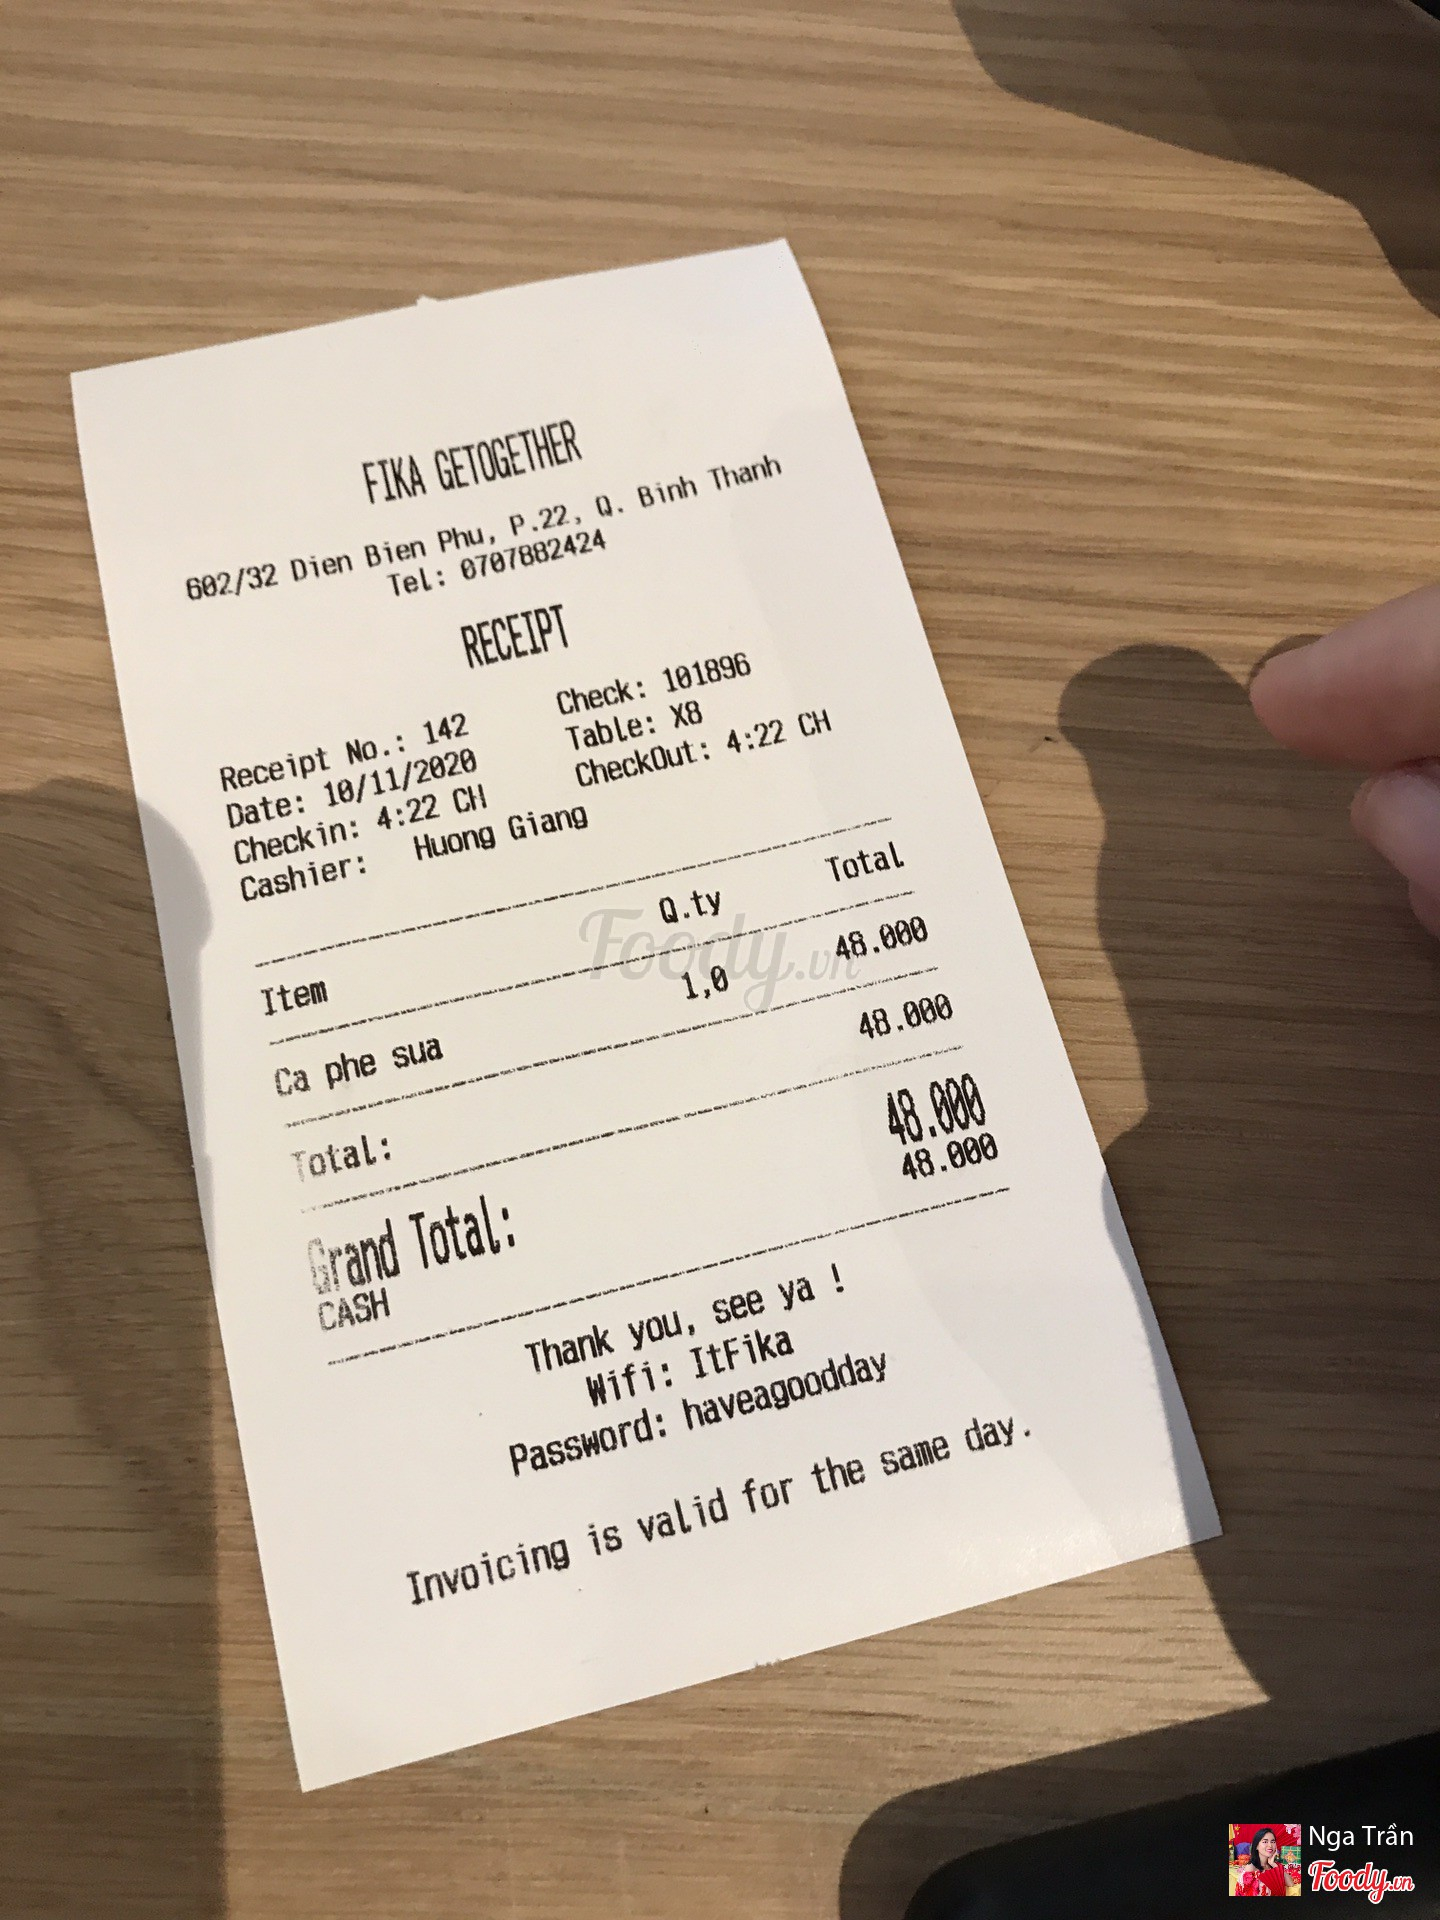 FIKA GETOGETHER
602/32 Dien Bien Phu, P.22, Q. Binh Thanh
Tel: 0707882424
RECEIPT
Receipt No.: 142 Check: 101896
Date: 10/11/2020 Table: X8
Checkin: 4:22 CH CheckOut: 4:22 CH
Cashier: Huong Giang
Item Q.ty Total
Ca phe sua 1,0 48.000
Total: 48.000
Grand Total: 48.000
CASH 48.000
Thank you, see ya !
Wifi: ItFika
Password: haveagoodday
Invoicing is valid for the same day.
Foody.vn
Nga Trần
Foody.vn